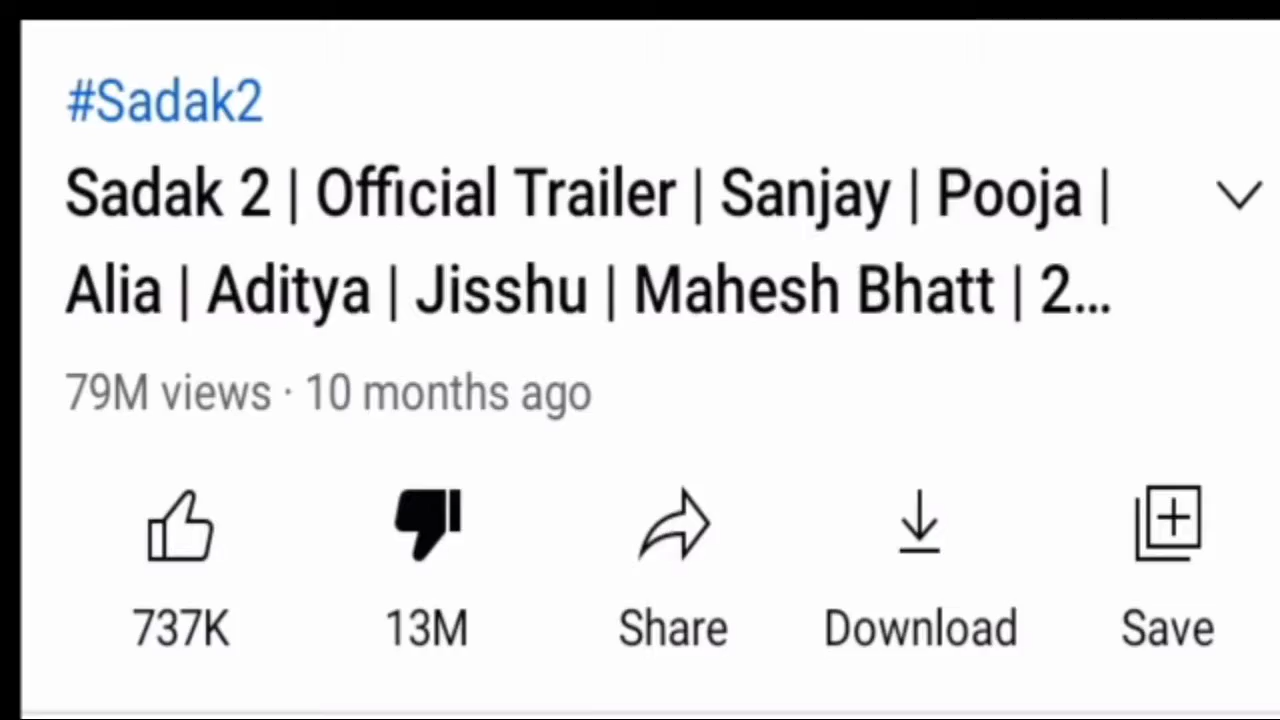 #Sadak2
Sadak 2 | Official Trailer | Sanjay | Pooja |
Alia | Aditya | Jisshu | Mahesh Bhatt | 2...
79M views · 10 months ago
737K 13M Share Download Save